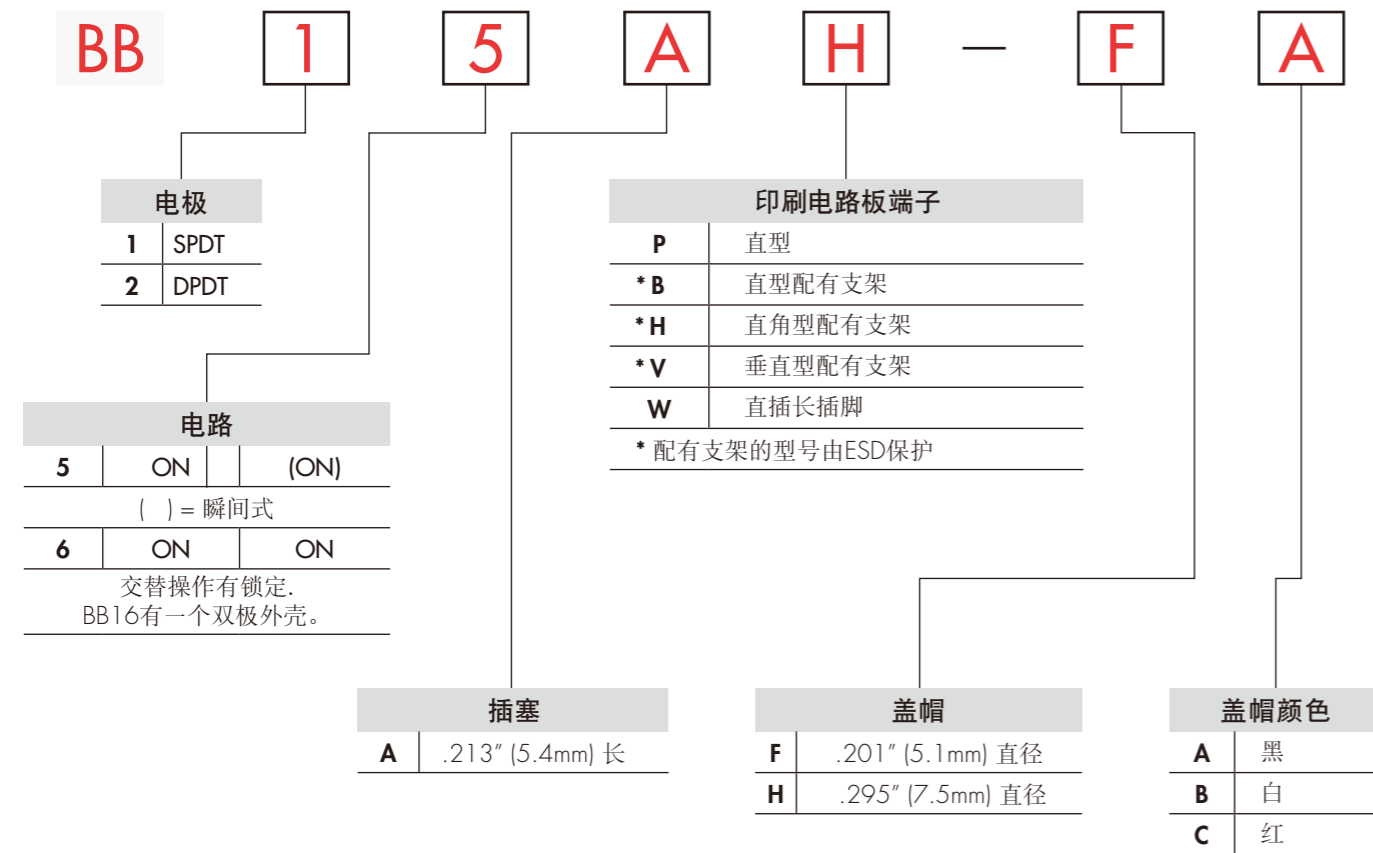 BB 1 5 A H — F A
电极
1 SPDT
2 DPDT
印刷电路板端子
P 直型
* B 直型配有支架
* H 直角型配有支架
* V 垂直型配有支架
W 直插长插脚
* 配有支架的型号由ESD保护
电路
5 ON (ON)
( ) = 瞬间式
6 ON ON
交替操作有锁定.
BB16有一个双极外壳。
插塞
A .213" (5.4mm) 长
盖帽
F .201" (5.1mm) 直径
H .295" (7.5mm) 直径
盖帽颜色
A 黑
B 白
C 红